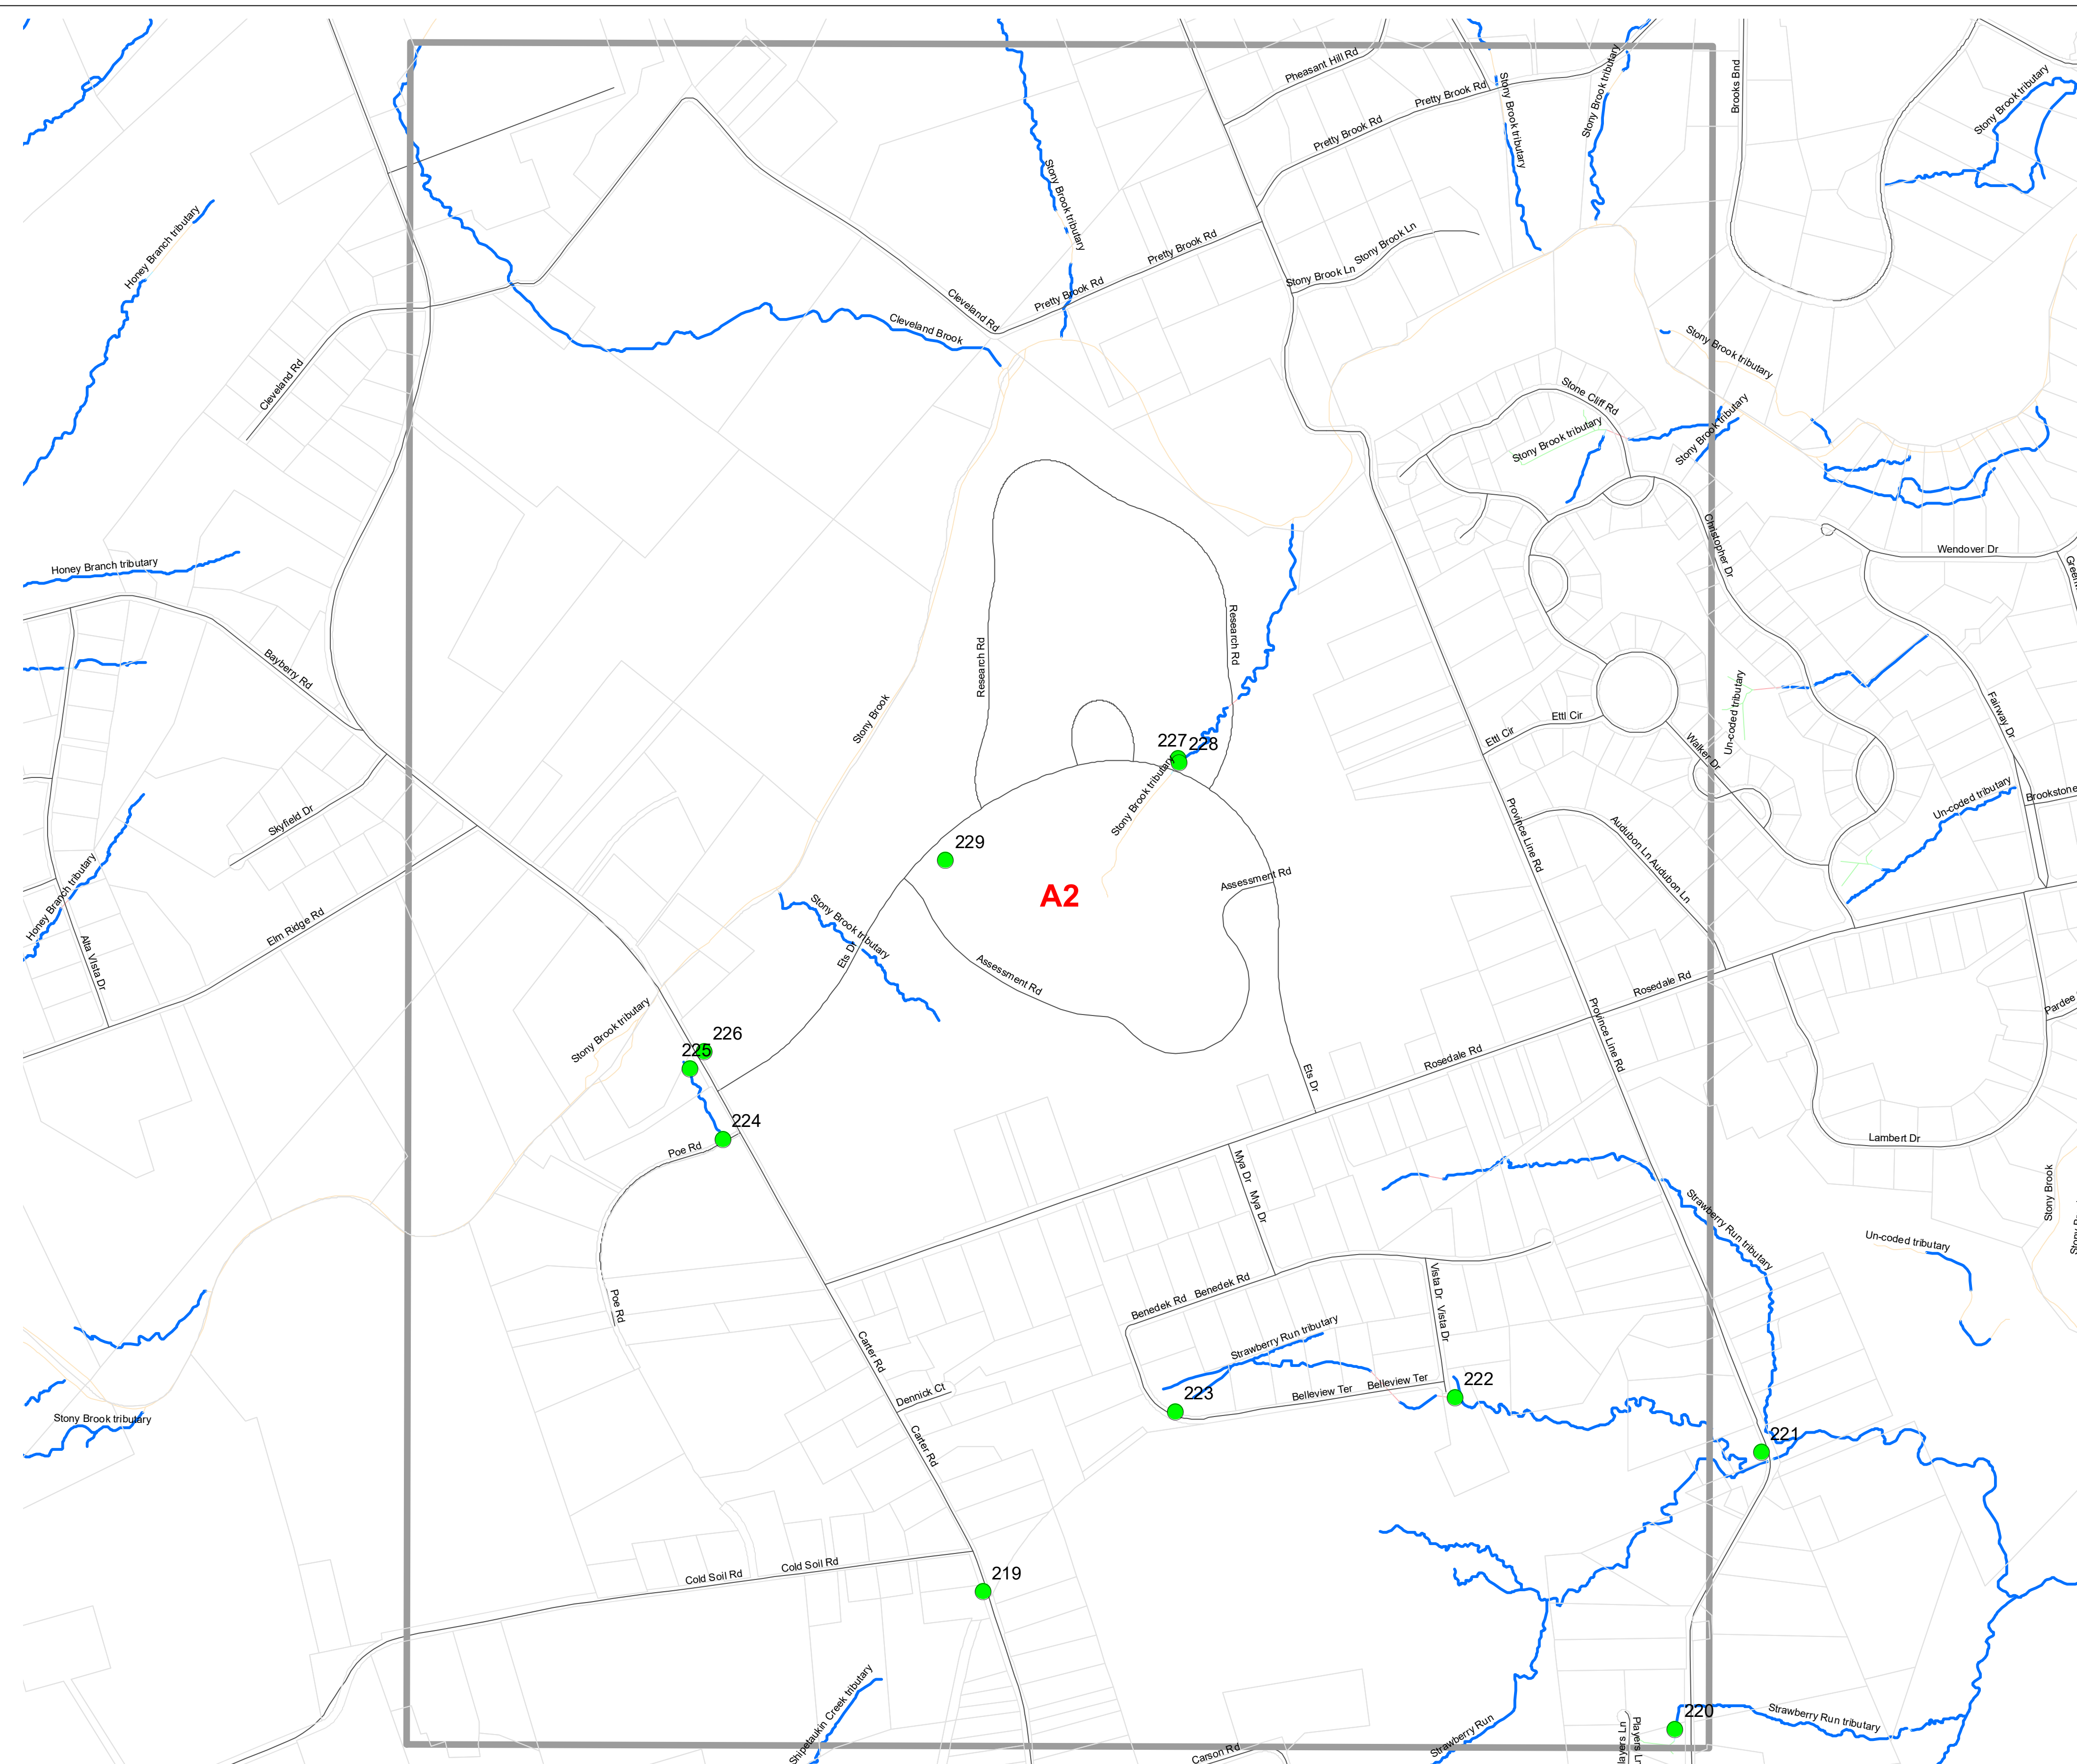 Pheasant Hill Rd
Stony Brook tributary
Stony Brook tributary
Brooks Bnd
Stony Brook tributary
Pretty Brook Rd
Pretty Brook Rd
Stony Brook tributary
Honey Branch tributary
Pretty Brook Rd
Stony Brook Ln
Stony Brook Ln
Pretty Brook Rd
Cleveland Rd
Cleveland Brook
Stony Brook tributary
Cleveland Rd
Stone Cliff Rd
Stony Brook tributary
Stony Brook tributary
Christopher Dr
Wendover Dr
Honey Branch tributary
Research Rd
Research Rd
Bayberry Rd
Stony Brook
Un-coded tributary
Fairway Dr
Ettl Cir
Ettl Cir
Walker Dr
227
228
Stony Brook tributary
Un-coded tributary
Brookstone
Skyfield Dr
Province Line Rd
Audubon Ln
Audubon Ln
229
A2
Assessment Rd
Honey Branch tributary
Elm Ridge Rd
Alta Vista Dr
Stony Brook tributary
Ets Dr
Assessment Rd
Rosedale Rd
Pardee
Stony Brook tributary
226
225
Province Line Rd
Rosedale Rd
Ets Dr
224
Poe Rd
Lambert Dr
Mya Dr
Mya Dr
Stony Brook
Strawberry Run tributary
Un-coded tributary
Poe Rd
Benedek Rd
Benedek Rd
Vista Dr
Vista Dr
Carter Rd
Strawberry Run tributary
Dennick Ct
223
Belleview Ter
Belleview Ter
222
Stony Brook tributary
Carter Rd
221
Cold Soil Rd
Cold Soil Rd
219
Shipetaukin Creek tributary
220
Strawberry Run tributary
Players Ln
Strawberry Run
Carson Rd